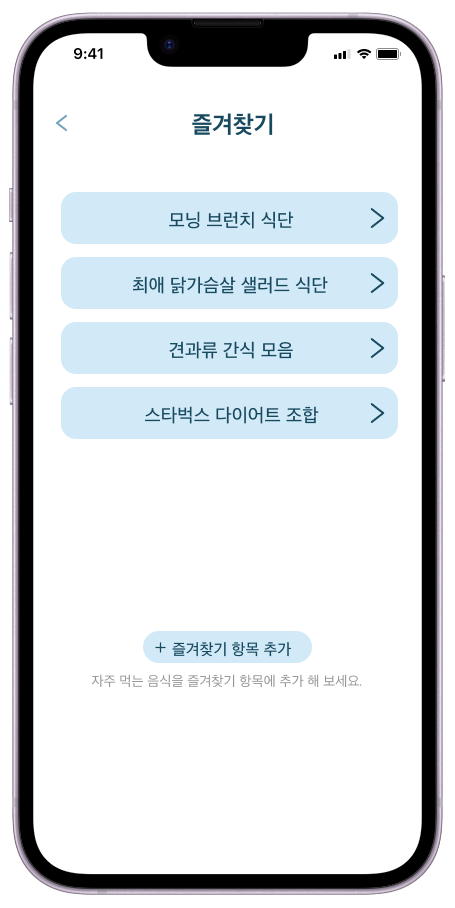 9:41
즐겨찾기
모닝 브런치 식단
최애 닭가슴살 샐러드 식단
견과류 간식 모음
스타벅스 다이어트 조합
+ 즐겨찾기 항목 추가
자주 먹는 음식을 즐겨찾기 항목에 추가 해 보세요.